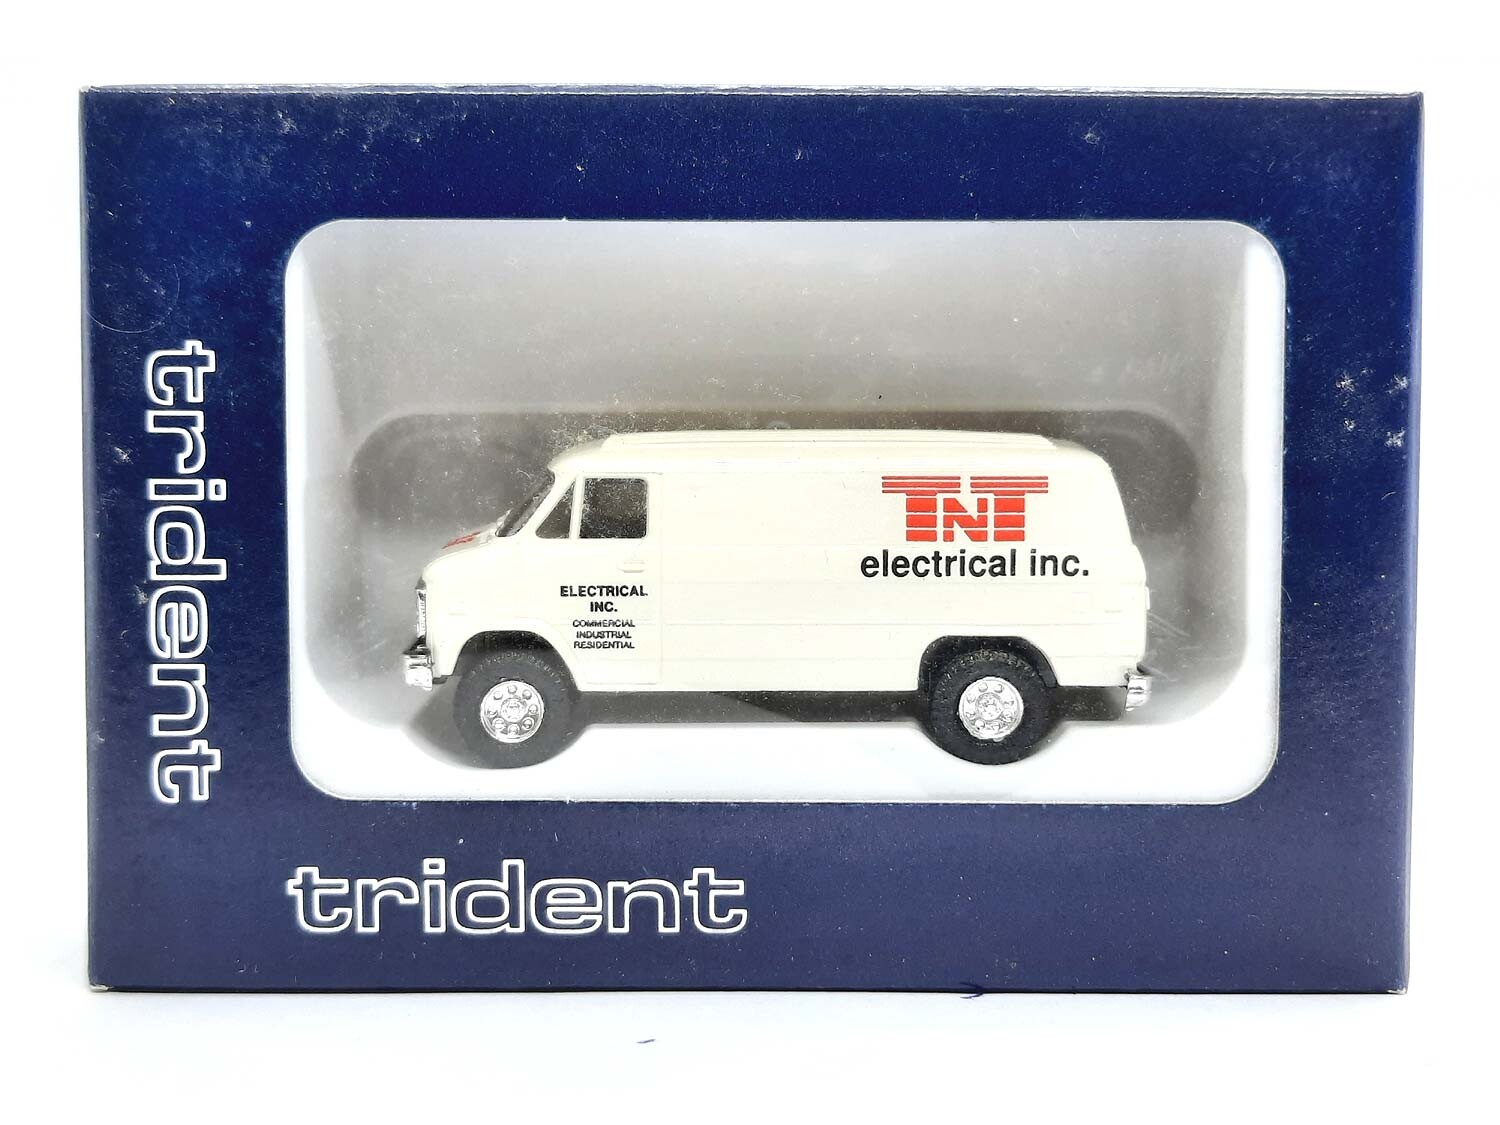 trident
TNT
electrical inc.
ELECTRICAL
INC.
COMMERCIAL
INDUSTRIAL
RESIDENTIAL
trident